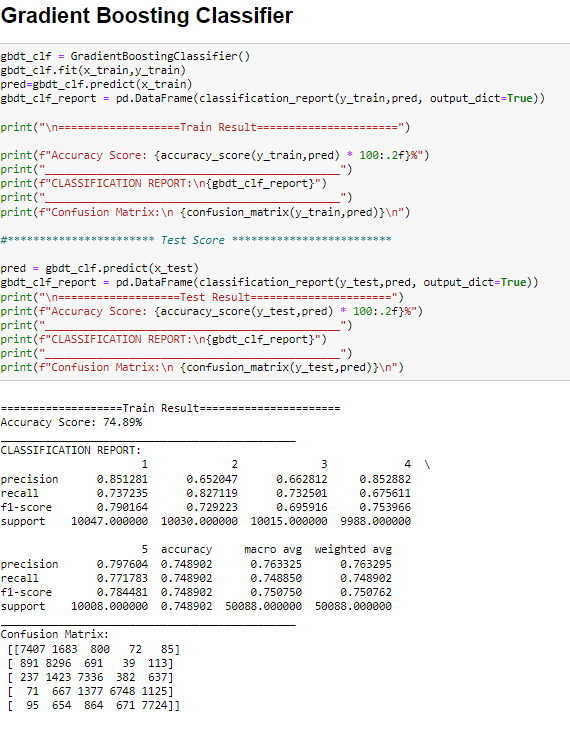 Gradient Boosting Classifier
gbdt_clf = GradientBoostingClassifier()
gbdt_clf.fit(x_train,y_train)
pred=gbdt_clf.predict(x_train)
gbdt_clf_report = pd.DataFrame(classification_report(y_train,pred, output_dict=True))
print("\n===================Train Result======================")
print(f"Accuracy Score: {accuracy_score(y_train,pred) * 100:.2f}%")
print("______________________________________________")
print(f"CLASSIFICATION REPORT:\n{gbdt_clf_report}")
print("______________________________________________")
print(f"Confusion Matrix:\n {confusion_matrix(y_train,pred)}\n")
#*********************** Test Score *************************
pred = gbdt_clf.predict(x_test)
gbdt_clf_report = pd.DataFrame(classification_report(y_test,pred, output_dict=True))
print("\n===================Test Result======================")
print(f"Accuracy Score: {accuracy_score(y_test,pred) * 100:.2f}%")
print("______________________________________________")
print(f"CLASSIFICATION REPORT:\n{gbdt_clf_report}")
print("______________________________________________")
print(f"Confusion Matrix:\n {confusion_matrix(y_test,pred)}\n")
===================Train Result======================
Accuracy Score: 74.89%
______________________________________________
CLASSIFICATION REPORT:
1 2 3 4 \
precision 0.851281 0.652047 0.662812 0.852882
recall 0.737235 0.827119 0.732501 0.675611
f1-score 0.790164 0.729223 0.695916 0.753966
support 10047.000000 10030.000000 10015.000000 9988.000000
5 accuracy macro avg weighted avg
precision 0.797604 0.748902 0.763325 0.763295
recall 0.771783 0.748902 0.748850 0.748902
f1-score 0.784481 0.748902 0.750750 0.750762
support 10008.000000 0.748902 50088.000000 50088.000000
______________________________________________
Confusion Matrix:
[[7407 1683 800 72 85]
[ 891 8296 691 39 113]
[ 237 1423 7336 382 637]
[ 71 667 1377 6748 1125]
[ 95 654 864 671 7724]]